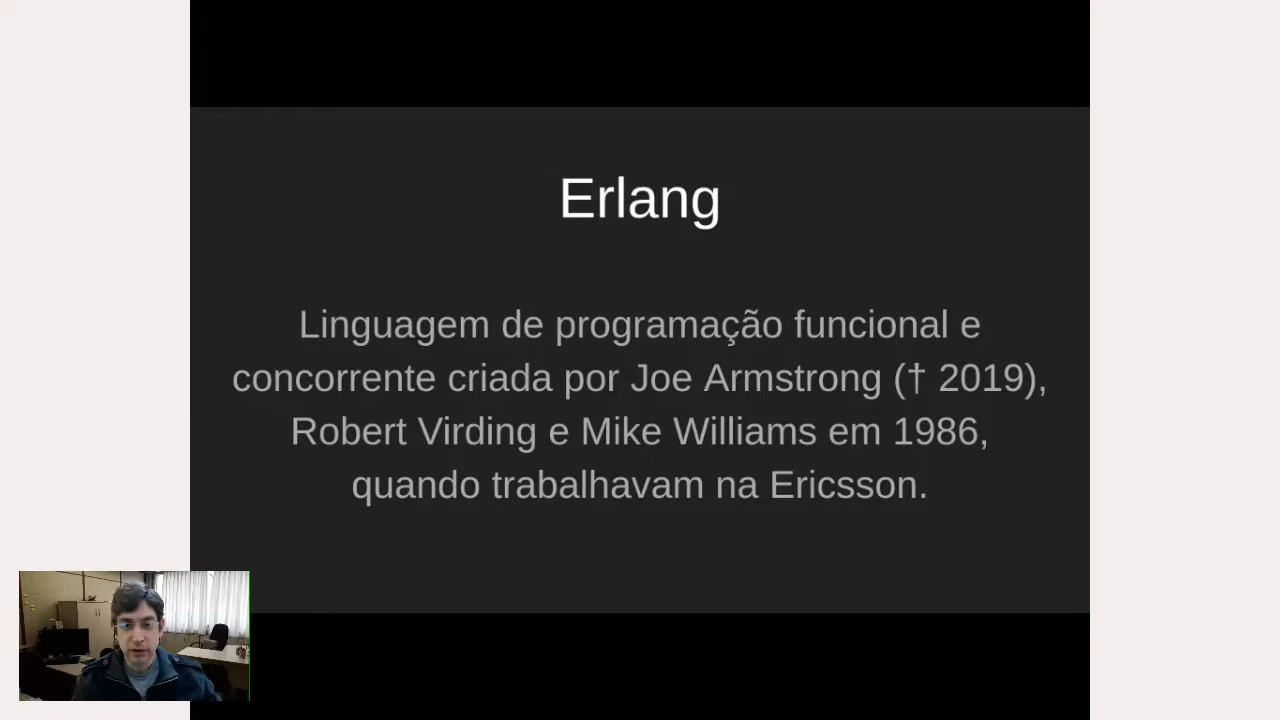 Erlang
Linguagem de programação funcional e
concorrente criada por Joe Armstrong († 2019),
Robert Virding e Mike Williams em 1986,
quando trabalhavam na Ericsson.